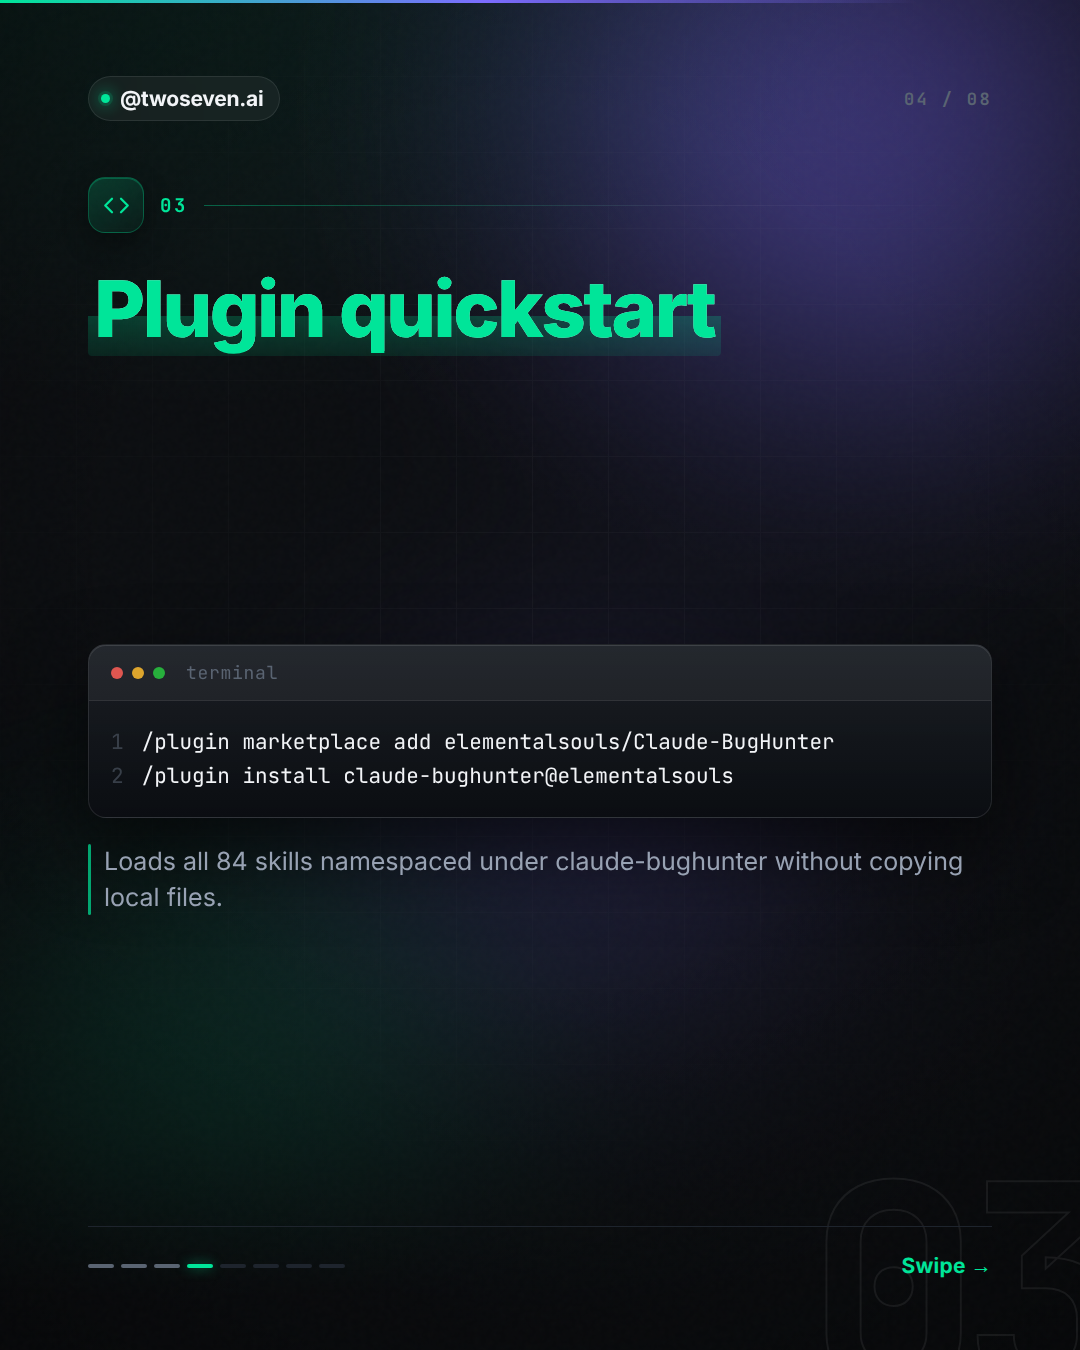 @twoseven.ai
04 / 08
03
Plugin quickstart
terminal
1 /plugin marketplace add elementalsouls/Claude-BugHunter
2 /plugin install claude-bughunter@elementalsouls
Loads all 84 skills namespaced under claude-bughunter without copying
local files.
03
Swipe →